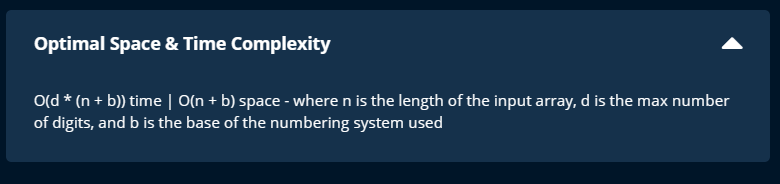 Optimal Space & Time Complexity
O(d * (n + b)) time | O(n + b) space - where n is the length of the input array, d is the max number
of digits, and b is the base of the numbering system used